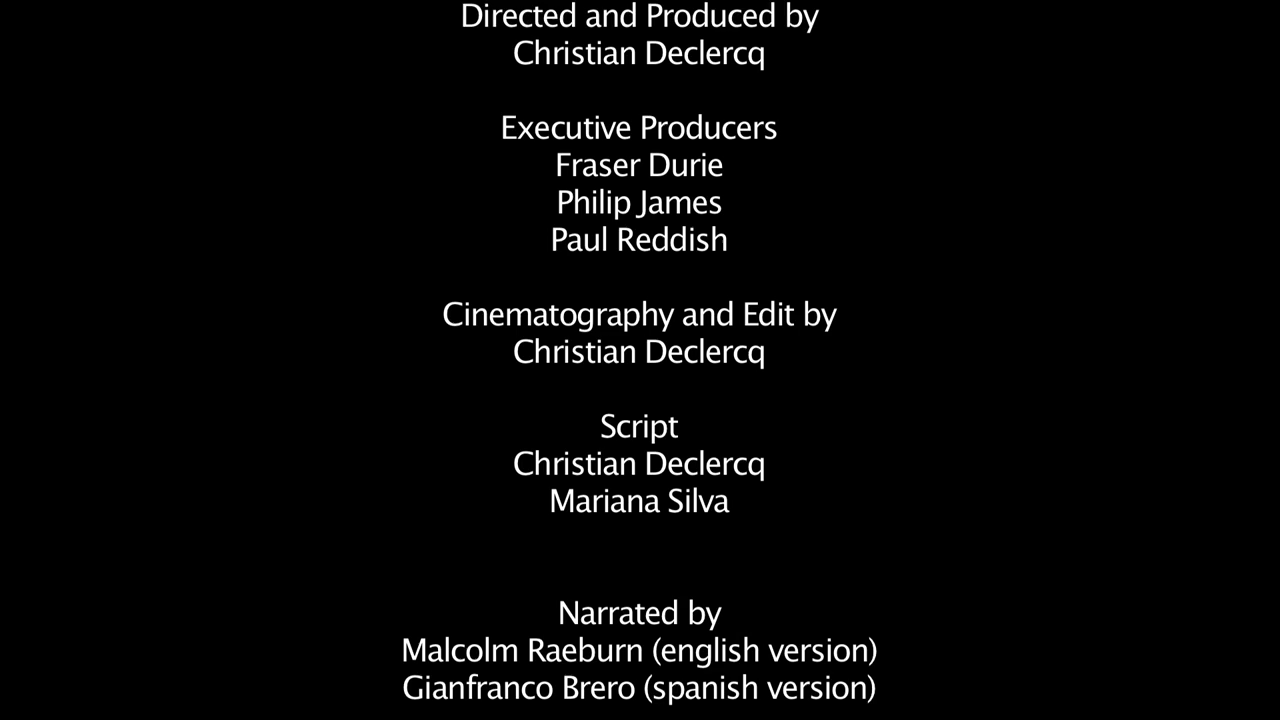 Directed and Produced by
Christian Declercq
Executive Producers
Fraser Durie
Philip James
Paul Reddish
Cinematography and Edit by
Christian Declercq
Script
Christian Declercq
Mariana Silva
Narrated by
Malcolm Raeburn (english version)
Gianfranco Brero (spanish version)